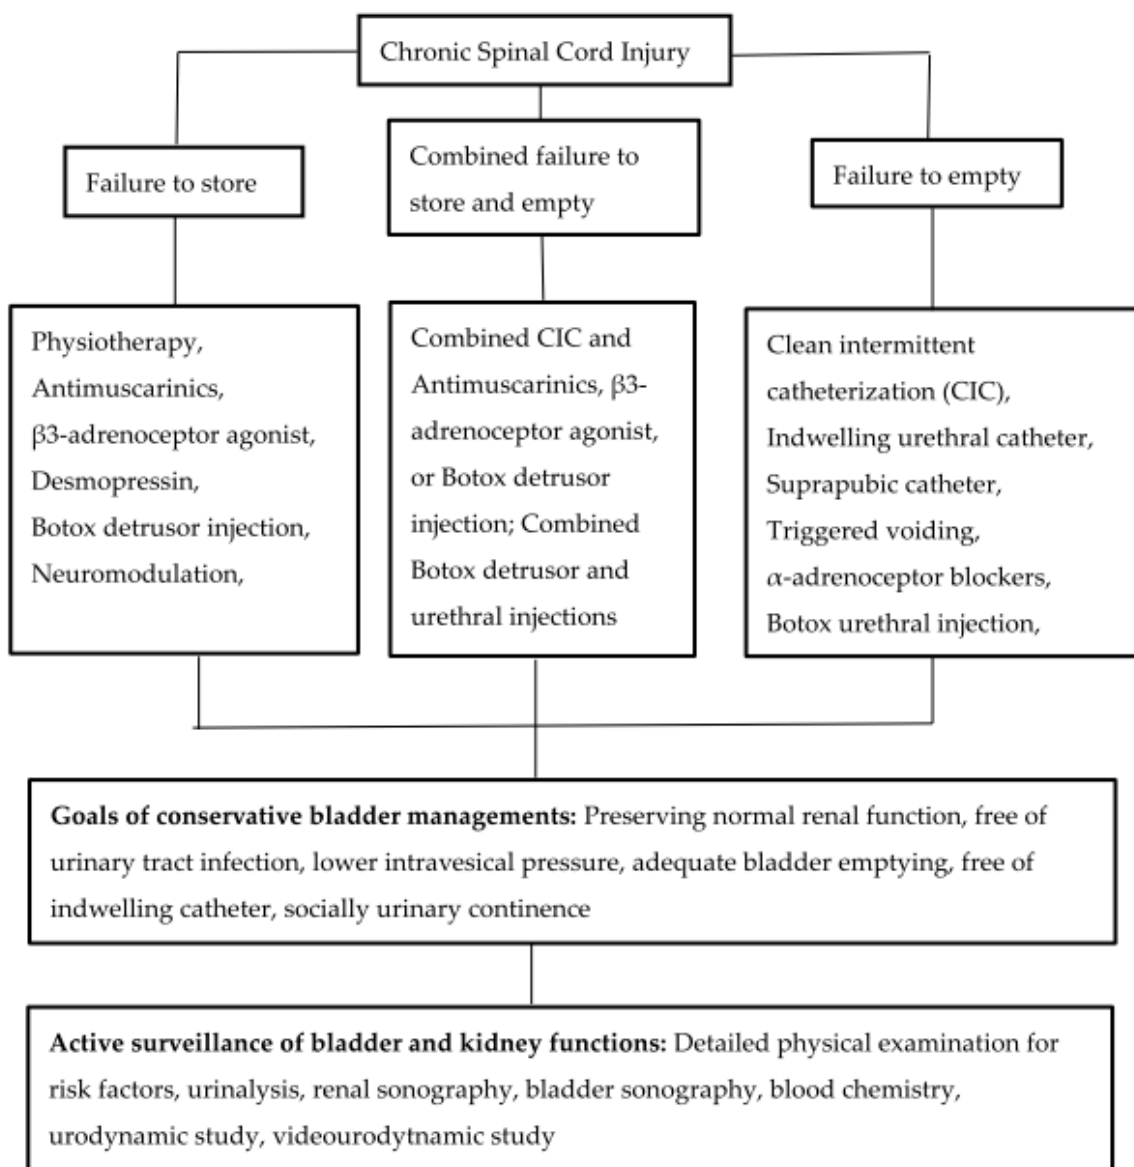 Chronic Spinal Cord Injury
Failure to store
Combined failure to
store and empty
Failure to empty
Physiotherapy,
Antimuscarinics,
β3-adrenoceptor agonist,
Desmopressin,
Botox detrusor injection,
Neuromodulation,
Combined CIC and
Antimuscarinics, β3-
adrenoceptor agonist,
or Botox detrusor
injection; Combined
Botox detrusor and
urethral injections
Clean intermittent
catheterization (CIC),
Indwelling urethral catheter,
Suprapubic catheter,
Triggered voiding,
α-adrenoceptor blockers,
Botox urethral injection,
Goals of conservative bladder managements: Preserving normal renal function, free of
urinary tract infection, lower intravesical pressure, adequate bladder emptying, free of
indwelling catheter, socially urinary continence
Active surveillance of bladder and kidney functions: Detailed physical examination for
risk factors, urinalysis, renal sonography, bladder sonography, blood chemistry,
urodynamic study, videourodytnamic study